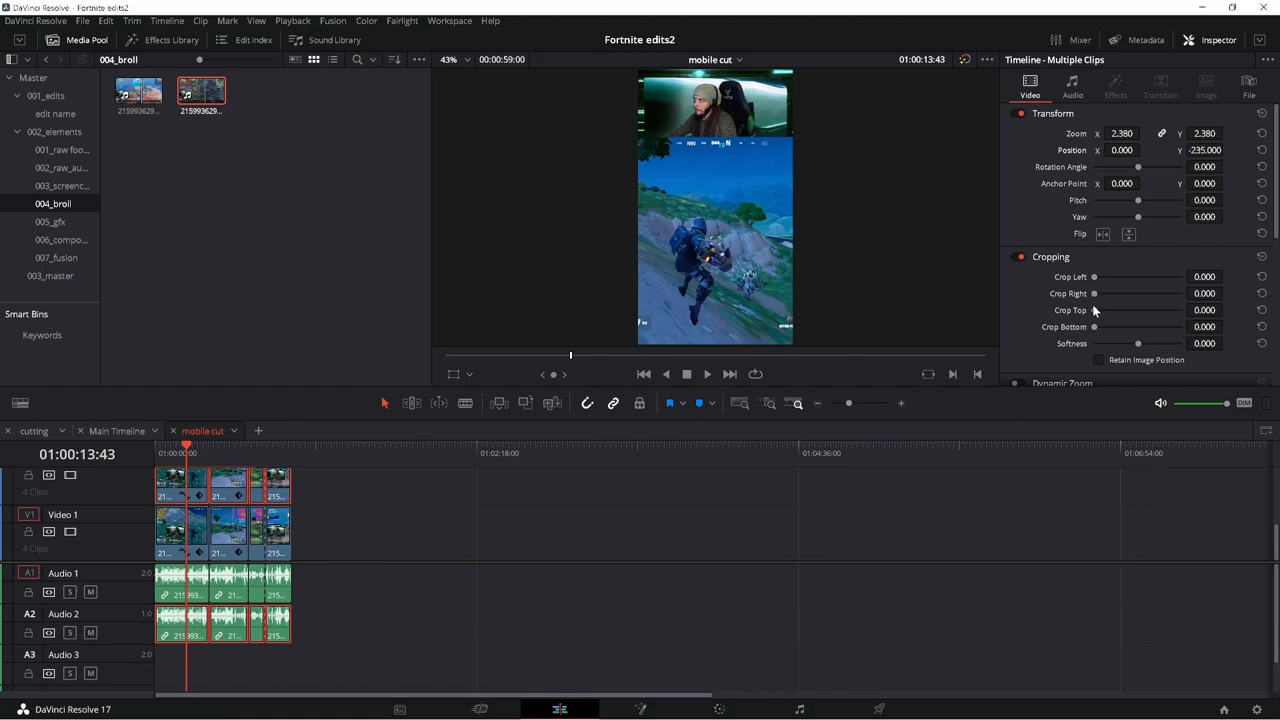 DaVinci Resolve - Fortnite edits2
DaVinci Resolve File Edit Trim Timeline Clip Mark View Playback Fusion Color Fairlight Workspace Help
Media Pool Effects Library Edit Index Sound Library Fortnite edits2 Mixer Metadata Inspector
004_broll 43% 00:00:59:00 mobile cut 01:00:13:43 Timeline - Multiple Clips
Master
001_edits
edit name
002_elements
001_raw foo...
002_raw_au...
003_screenc...
004_broll
005_gfx
006_compo...
007_fusion
003_master
Smart Bins
Keywords
215993629... 215993629...
NW N NE
Video Audio Effects Transition Image File
Transform
Zoom X 2.380 Y 2.380
Position X 0.000 Y -235.000
Rotation Angle 0.000
Anchor Point X 0.000 Y 0.000
Pitch 0.000
Yaw 0.000
Flip
Cropping
Crop Left 0.000
Crop Right 0.000
Crop Top 0.000
Crop Bottom 0.000
Softness 0.000
Retain Image Position
Dynamic Zoom
DIM
cutting Main Timeline mobile cut
01:00:13:43 01:00:00:00 01:02:18:00 01:04:36:00 01:06:54:00
4 Clips
21... 21... 215...
V1 Video 1
4 Clips
21... 21... 215...
A1 Audio 1 2.0
S M 215993... 21... 215...
A2 Audio 2 1.0
S M 215993... 21... 215...
A3 Audio 3 2.0
S M
DaVinci Resolve 17